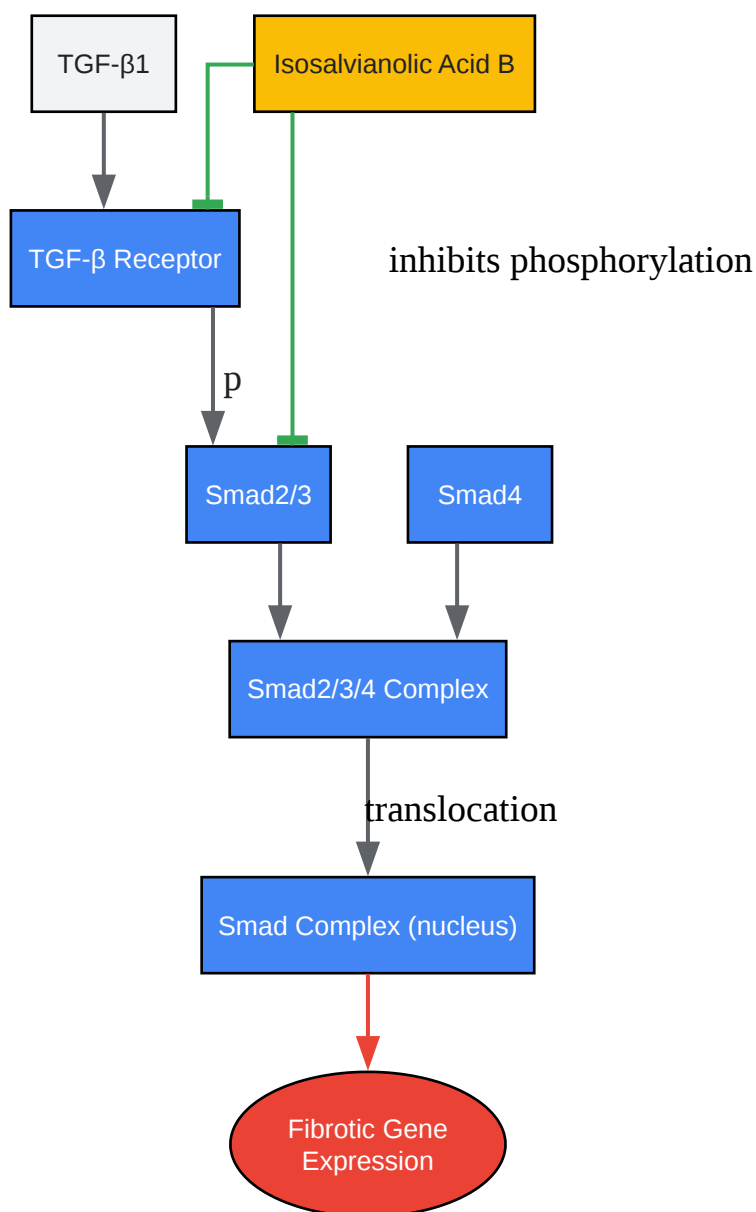 TGF-β1
Isosalvianolic Acid B
TGF-β Receptor
inhibits phosphorylation
p
Smad2/3
Smad4
Smad2/3/4 Complex
translocation
Smad Complex (nucleus)
Fibrotic Gene
Expression